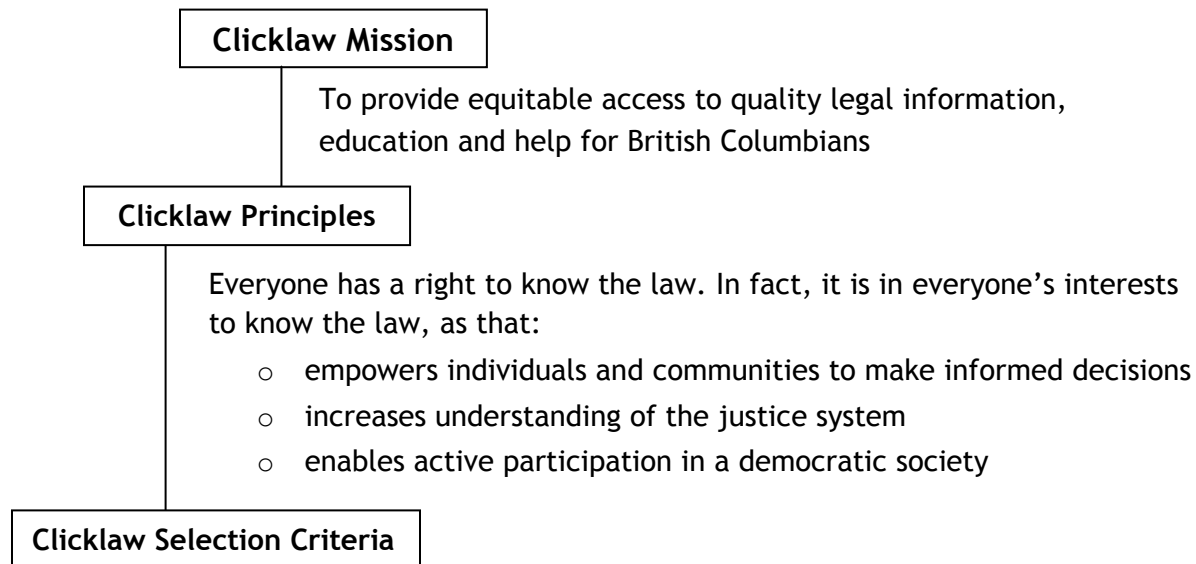 Clicklaw Mission
To provide equitable access to quality legal information,
education and help for British Columbians
Clicklaw Principles
Everyone has a right to know the law. In fact, it is in everyone’s interests
to know the law, as that:
o empowers individuals and communities to make informed decisions
o increases understanding of the justice system
o enables active participation in a democratic society
Clicklaw Selection Criteria